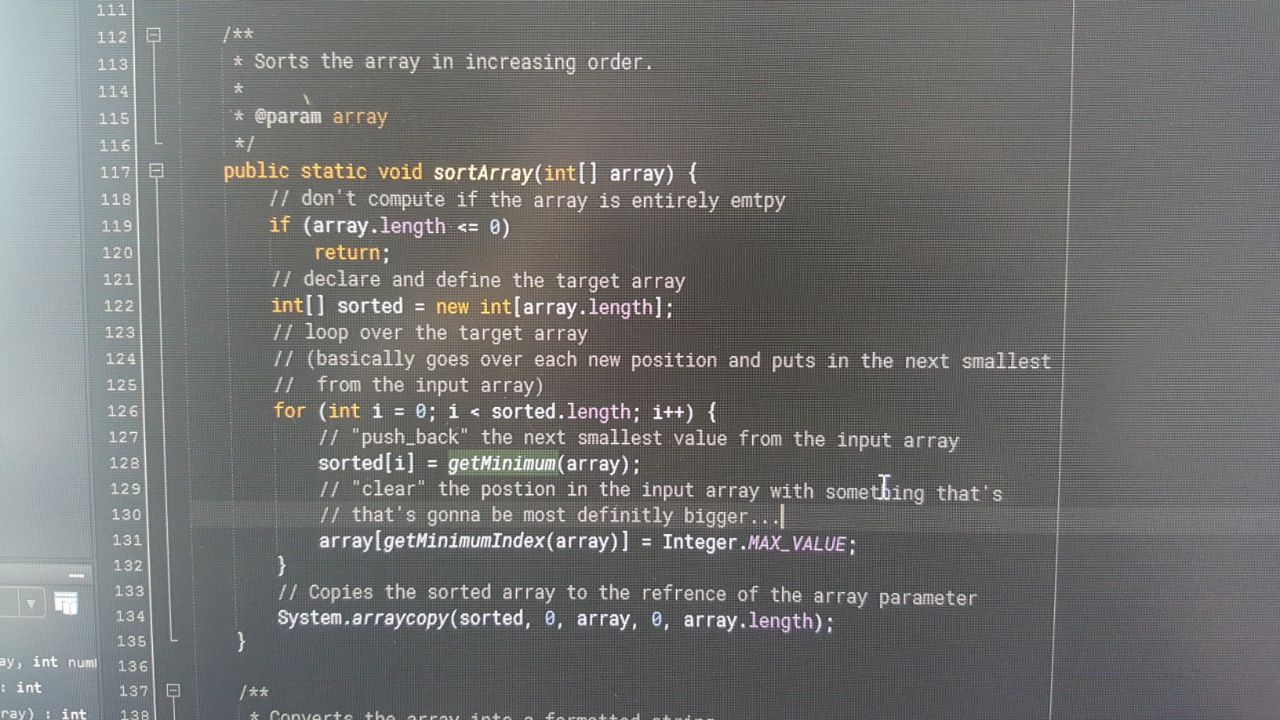 111
112 /**
113 * Sorts the array in increasing order.
114 *
115 * @param array
116 */
117 public static void sortArray(int[] array) {
118 // don't compute if the array is entirely emtpy
119 if (array.length <= 0)
120 return;
121 // declare and define the target array
122 int[] sorted = new int[array.length];
123 // loop over the target array
124 // (basically goes over each new position and puts in the next smallest
125 //  from the input array)
126 for (int i = 0; i < sorted.length; i++) {
127 // "push_back" the next smallest value from the input array
128 sorted[i] = getMinimum(array);
129 // "clear" the postion in the input array with something that's
130 // that's gonna be most definitly bigger...
131 array[getMinimumIndex(array)] = Integer.MAX_VALUE;
132 }
133 // Copies the sorted array to the refrence of the array parameter
134 System.arraycopy(sorted, 0, array, 0, array.length);
135 }
136
ay, int num
137 /**
: int
138 * Converts the array into a formatted string
ray) : int